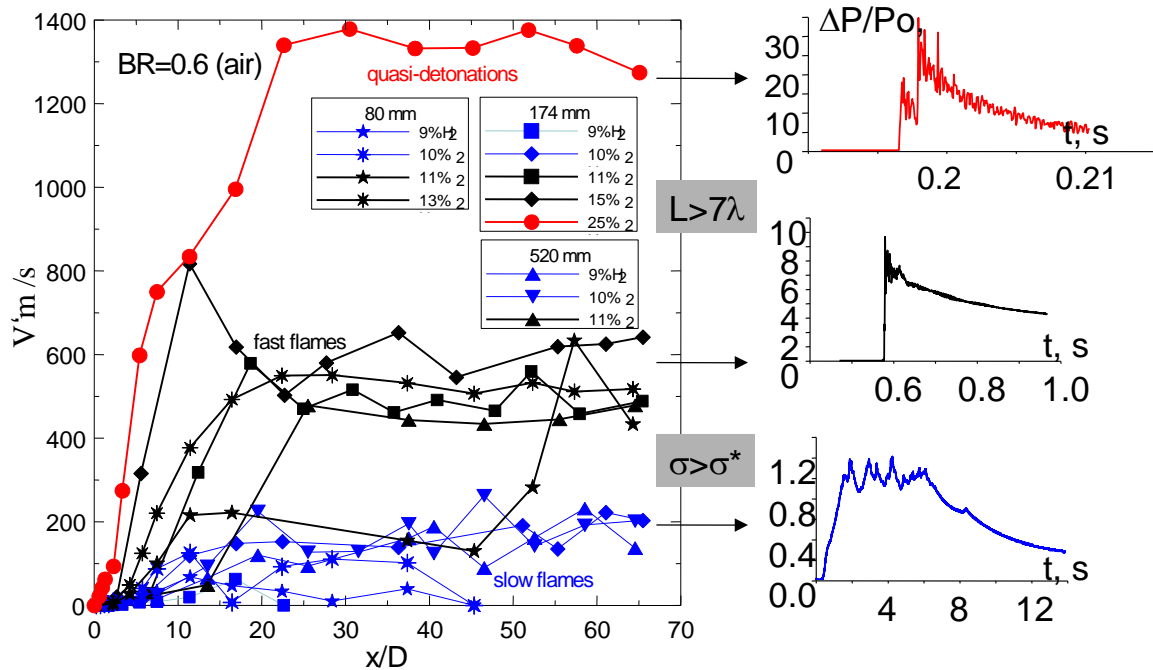 BR=0.6 (air)
quasi-detonations
80 mm
9%H2
10% 2
11% 2
13% 2
174 mm
9%H2
10% 2
11% 2
15% 2
25% 2
520 mm
9%H2
10% 2
11% 2
fast flames
slow flames
1400
1200
1000
800
600
400
200
0
V‘m /s
0 10 20 30 40 50 60 70
x/D
L>7λ
σ>σ*
ΔP/Po,
30
20
10
0
t, s
0.2 0.21
10
8
6
4
2
0
t, s
0.6 0.8 1.0
1.2
0.8
0.4
0.0
t, s
4 8 12